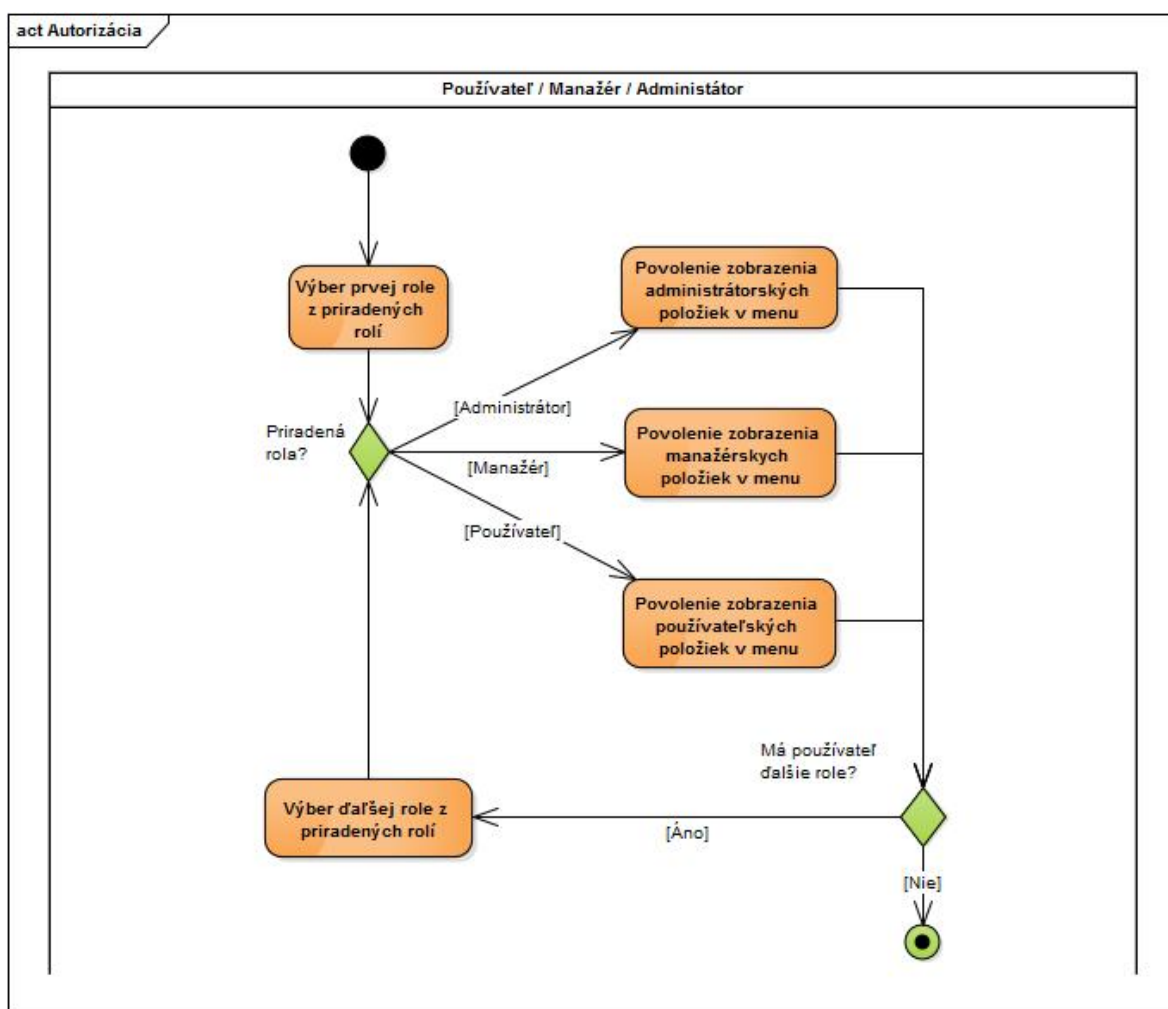 act Autorizácia
Používateľ / Manažér / Administátor
Výber prvej role
z priradených
rolí
Povolenie zobrazenia
administrátorských
položiek v menu
[Administrátor]
Priradená
rola?
[Manažér]
Povolenie zobrazenia
manažérskych
položiek v menu
[Používateľ]
Povolenie zobrazenia
používateľských
položiek v menu
Má používateľ
ďalšie role?
Výber ďaľšej role z
priradených rolí
[Áno]
[Nie]